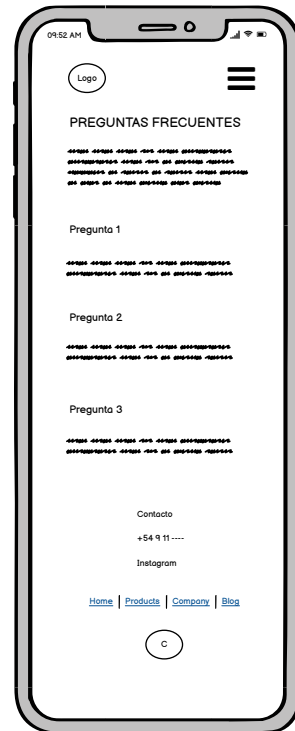 09:52 AM
Logo
PREGUNTAS FRECUENTES
Pregunta 1
Pregunta 2
Pregunta 3
Contacto
+54 9 11 ----
Instagram
Home | Products | Company | Blog
C